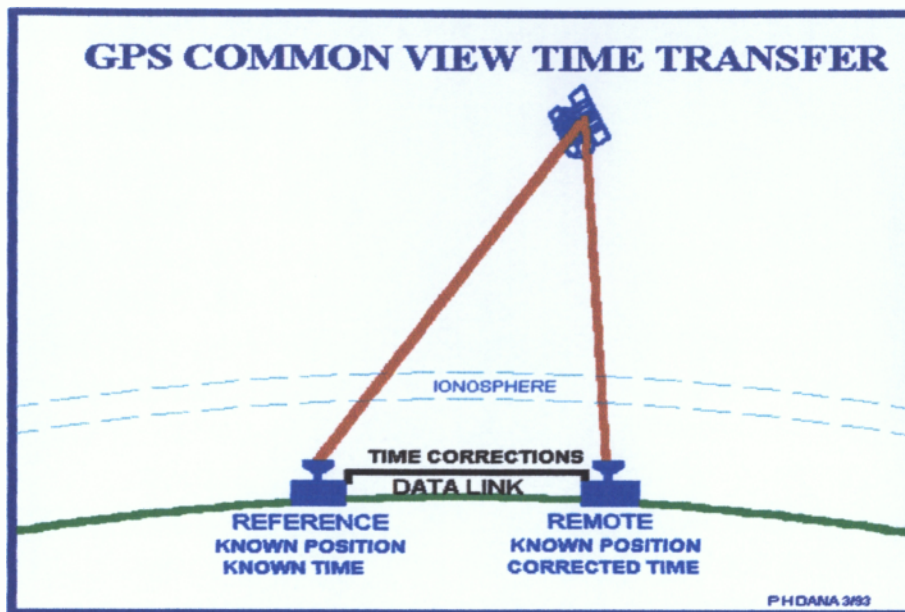 GPS COMMON VIEW TIME TRANSFER
IONOSPHERE
TIME CORRECTIONS
DATA LINK
REFERENCE
KNOWN POSITION
KNOWN TIME
REMOTE
KNOWN POSITION
CORRECTED TIME
P H DANA 3/93